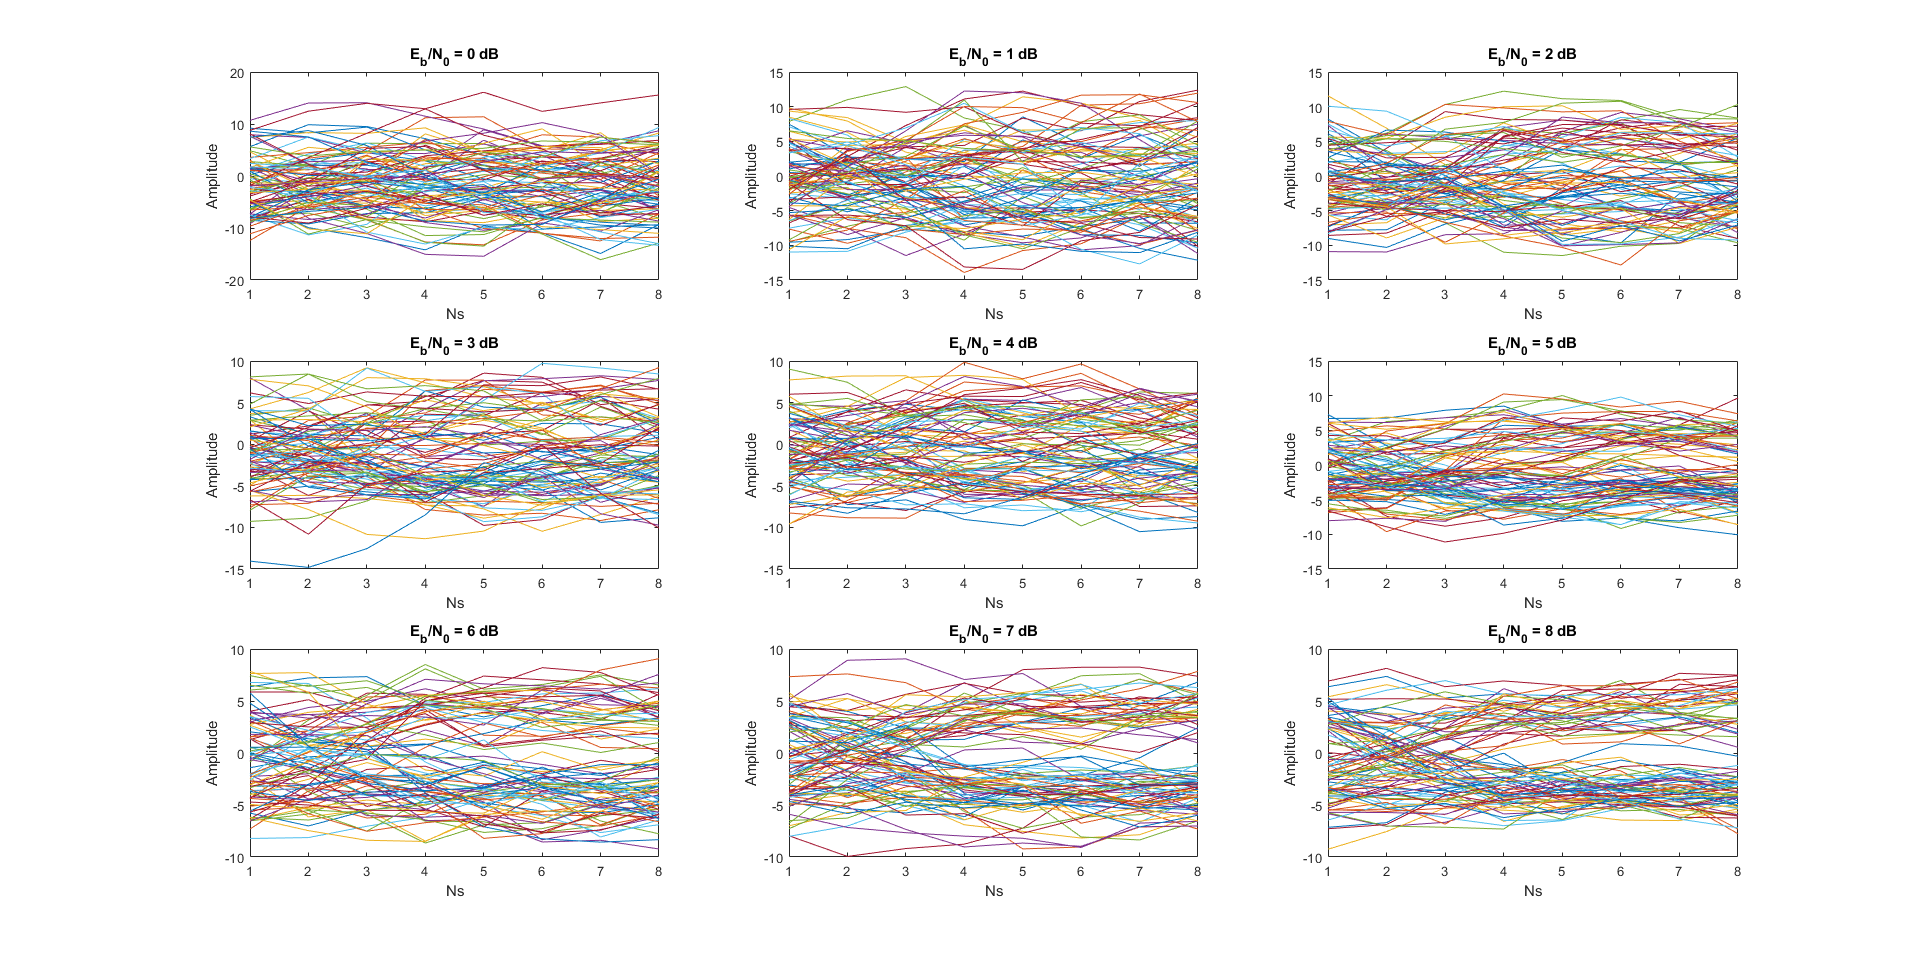 E_b/N_0 = 0 dB
E_b/N_0 = 1 dB
E_b/N_0 = 2 dB
20
10
0
-10
-20
Amplitude
1 2 3 4 5 6 7 8
Ns
15
10
5
0
-5
-10
-15
Amplitude
1 2 3 4 5 6 7 8
Ns
15
10
5
0
-5
-10
-15
Amplitude
1 2 3 4 5 6 7 8
Ns
E_b/N_0 = 3 dB
E_b/N_0 = 4 dB
E_b/N_0 = 5 dB
10
5
0
-5
-10
-15
Amplitude
1 2 3 4 5 6 7 8
Ns
10
5
0
-5
-10
-15
Amplitude
1 2 3 4 5 6 7 8
Ns
15
10
5
0
-5
-10
-15
Amplitude
1 2 3 4 5 6 7 8
Ns
E_b/N_0 = 6 dB
E_b/N_0 = 7 dB
E_b/N_0 = 8 dB
10
5
0
-5
-10
Amplitude
1 2 3 4 5 6 7 8
Ns
10
5
0
-5
-10
Amplitude
1 2 3 4 5 6 7 8
Ns
10
5
0
-5
-10
Amplitude
1 2 3 4 5 6 7 8
Ns